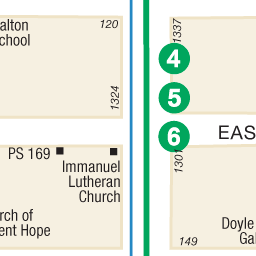 alton
chool
120
1324
1337
4
5
6
EAS
PS 169
Immanuel
Lutheran
Church
1301
rch of
ent Hope
Doyle
Gal
149